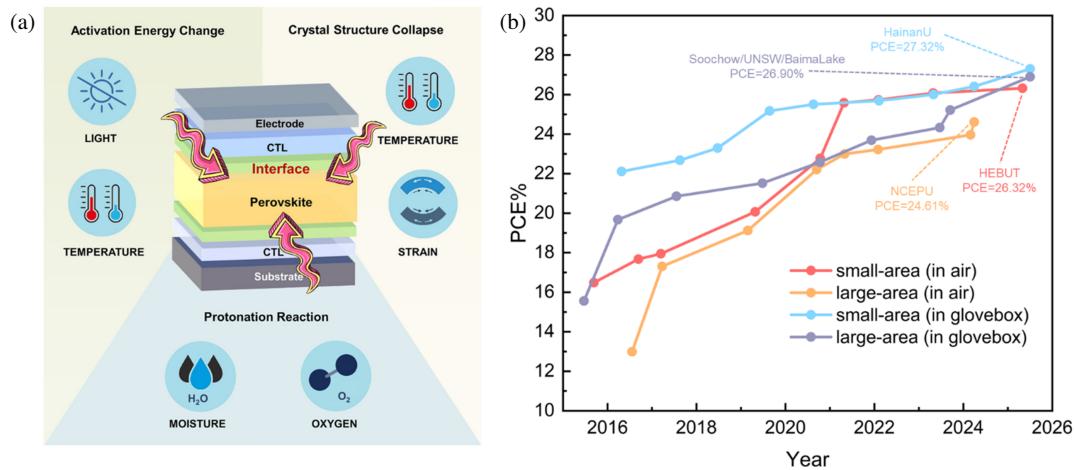 (a)
Activation Energy Change
Crystal Structure Collapse
LIGHT
TEMPERATURE
TEMPERATURE
STRAIN
Electrode
CTL
Interface
Perovskite
CTL
Substrate
Protonation Reaction
H₂O
MOISTURE
O₂
OXYGEN
(b)
PCE%
30
28
26
24
22
20
18
16
14
12
10
HainanU
PCE=27.32%
Soochow/UNSW/BaimaLake
PCE=26.90%
HEBUT
PCE=26.32%
NCEPU
PCE=24.61%
small-area (in air)
large-area (in air)
small-area (in glovebox)
large-area (in glovebox)
2016 2018 2020 2022 2024 2026
Year